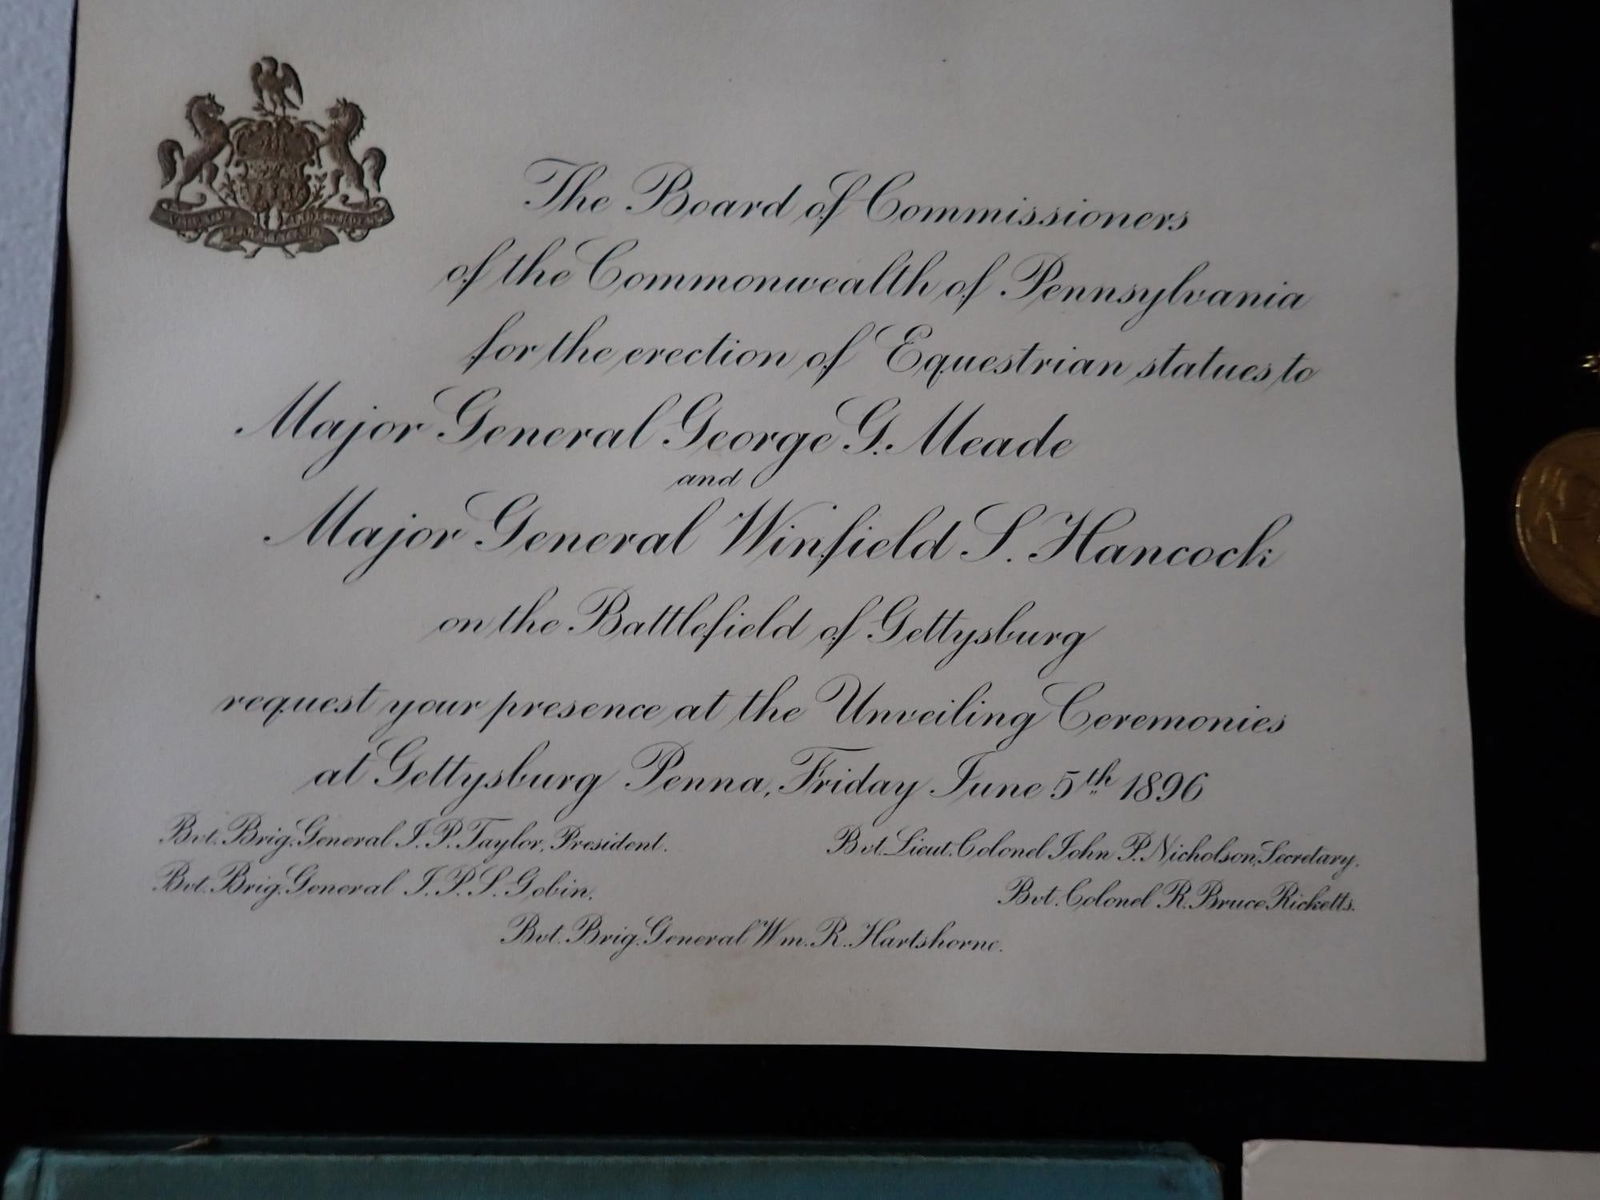 The Board of Commissioners
of the Commonwealth of Pennsylvania
for the erection of Equestrian statues to
Major General George G. Meade
and
Major General Winfield S. Hancock
on the Battlefield of Gettysburg
request your presence at the Unveiling Ceremonies
at Gettysburg Penna, Friday June 5th 1896
Bvt. Brig. General J. P. Taylor, President.
Bvt. Lieut. Colonel John P. Nicholson, Secretary.
Bvt. Brig. General J. P. S. Gobin.
Bvt. Colonel R. Bruce Ricketts.
Bvt. Brig. General Wm. R. Hartshorne.